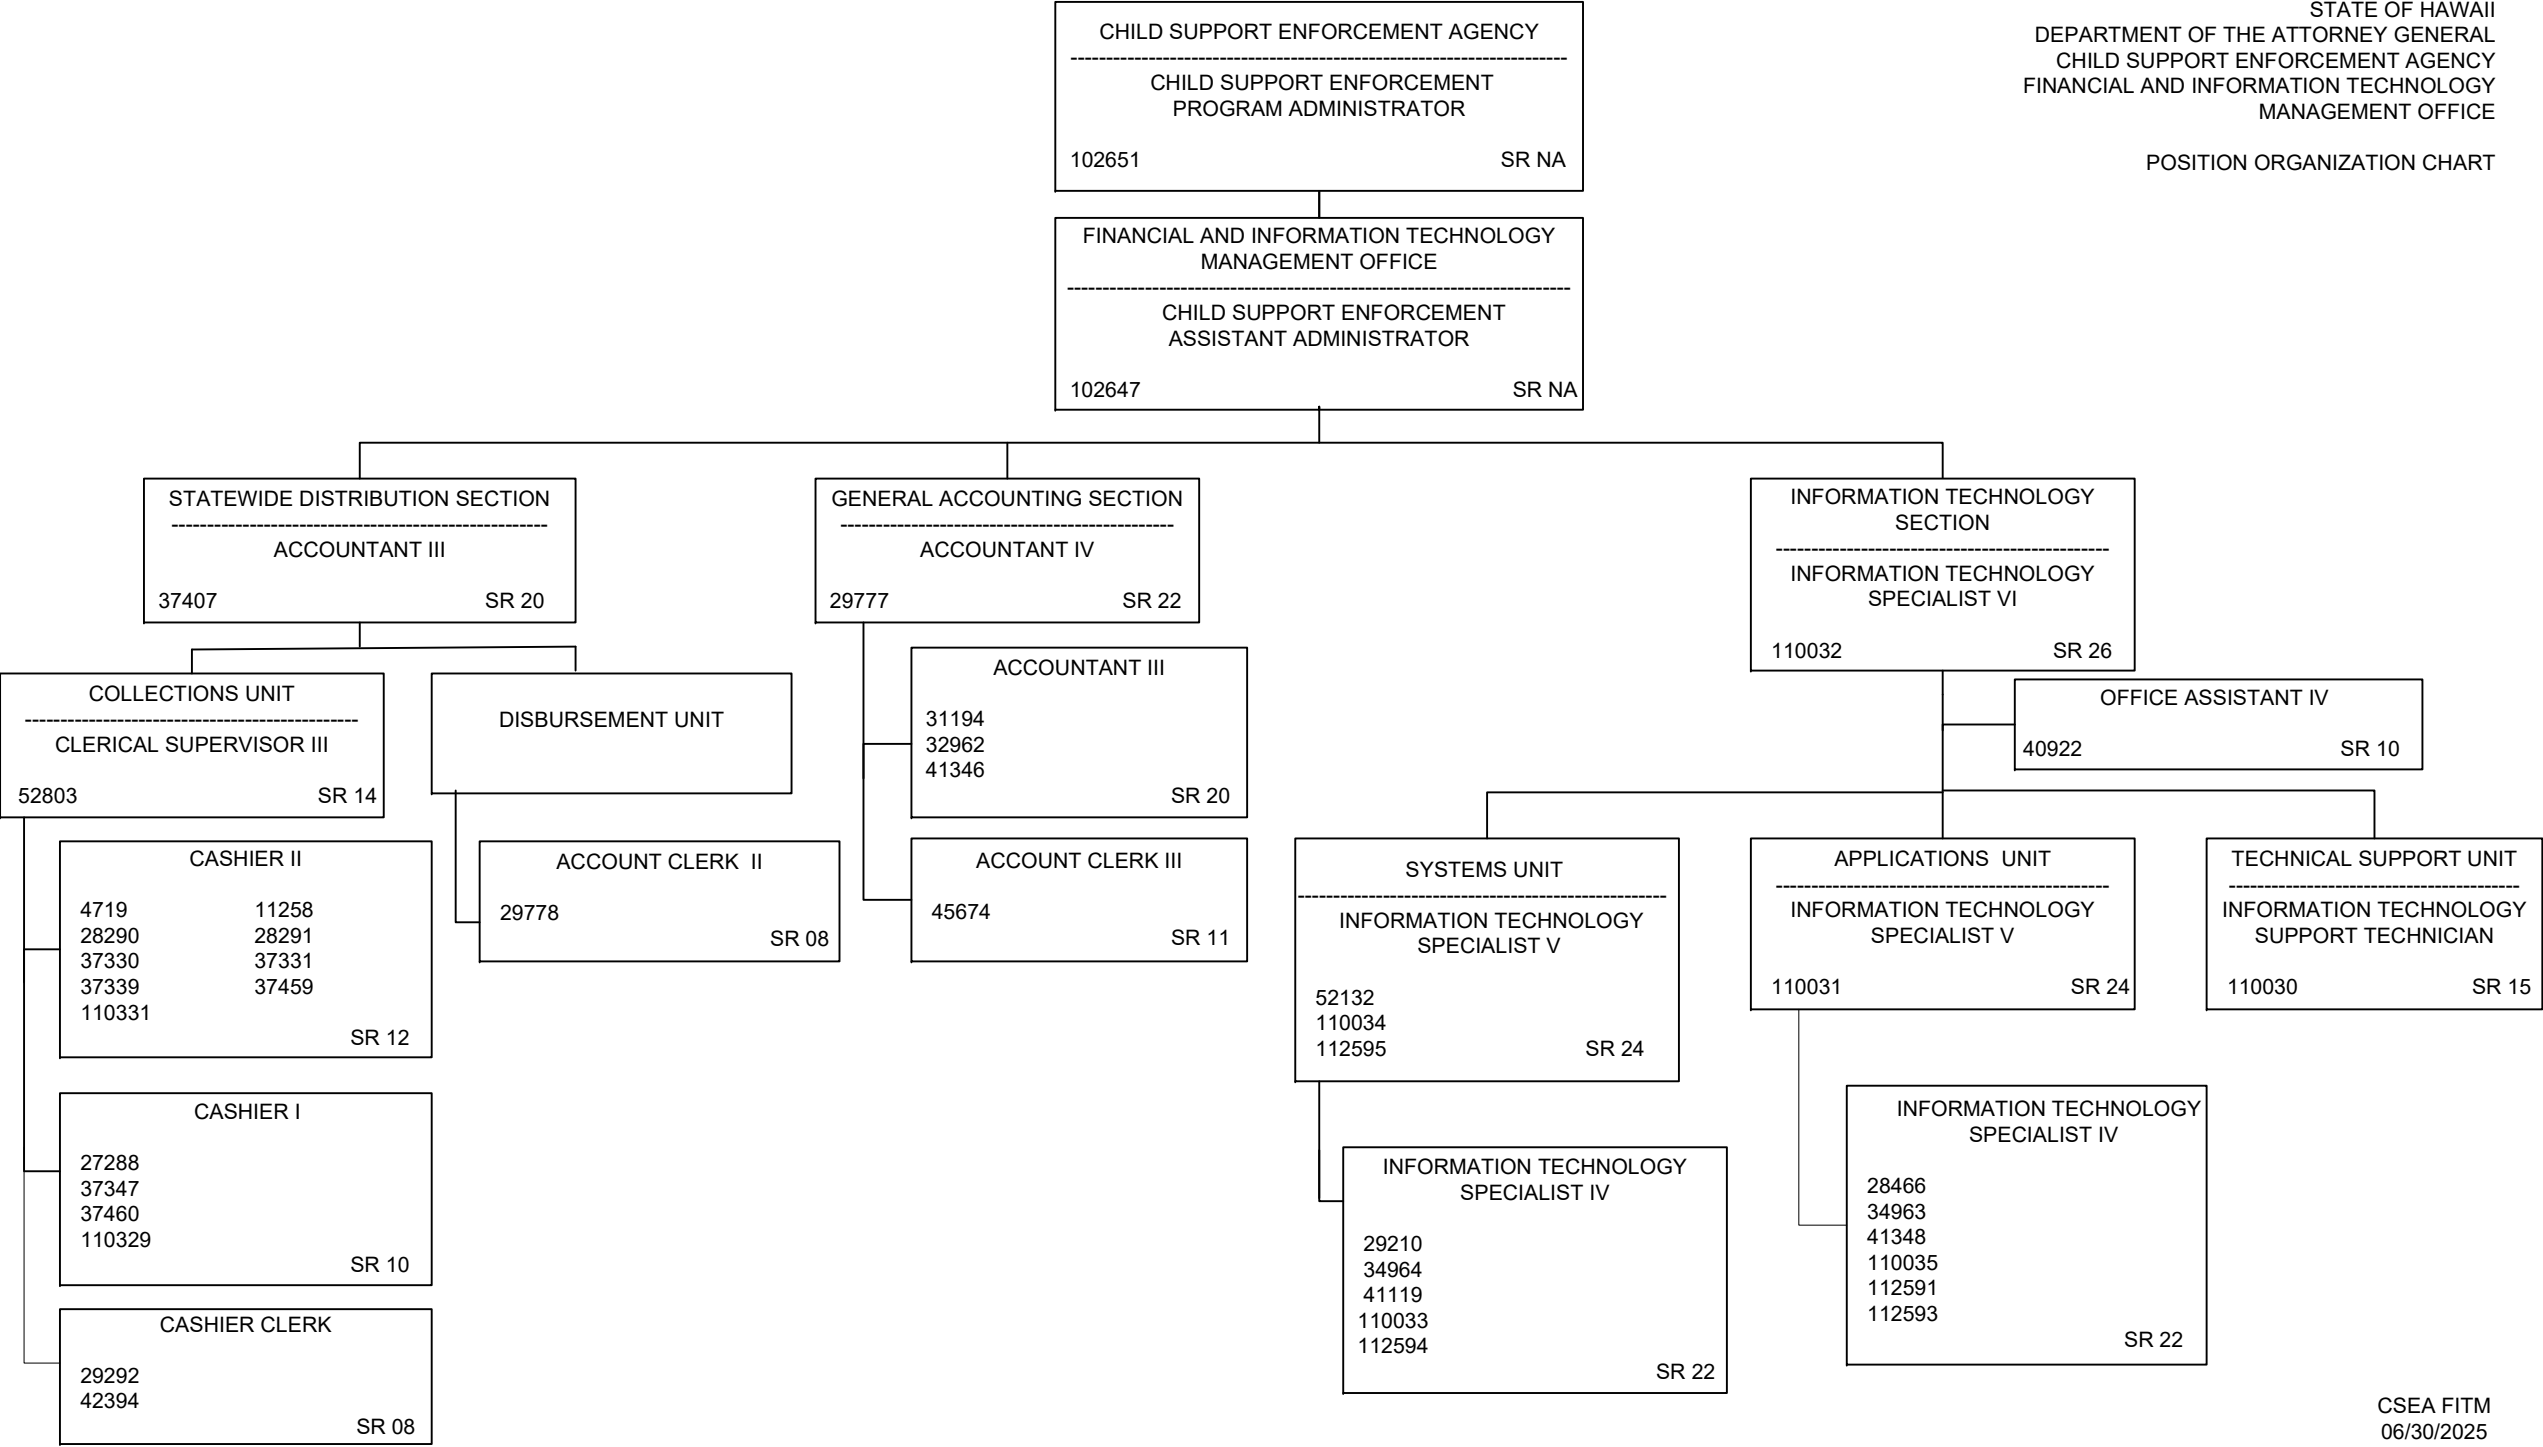 STATE OF HAWAII
DEPARTMENT OF THE ATTORNEY GENERAL
CHILD SUPPORT ENFORCEMENT AGENCY
FINANCIAL AND INFORMATION TECHNOLOGY
MANAGEMENT OFFICE
POSITION ORGANIZATION CHART
CHILD SUPPORT ENFORCEMENT AGENCY
CHILD SUPPORT ENFORCEMENT
PROGRAM ADMINISTRATOR
102651 SR NA
FINANCIAL AND INFORMATION TECHNOLOGY
MANAGEMENT OFFICE
CHILD SUPPORT ENFORCEMENT
ASSISTANT ADMINISTRATOR
102647 SR NA
STATEWIDE DISTRIBUTION SECTION
ACCOUNTANT III
37407 SR 20
COLLECTIONS UNIT
CLERICAL SUPERVISOR III
52803 SR 14
CASHIER II
4719 11258
28290 28291
37330 37331
37339 37459
110331
SR 12
CASHIER I
27288
37347
37460
110329
SR 10
CASHIER CLERK
29292
42394
SR 08
DISBURSEMENT UNIT
ACCOUNT CLERK II
29778
SR 08
GENERAL ACCOUNTING SECTION
ACCOUNTANT IV
29777 SR 22
ACCOUNTANT III
31194
32962
41346
SR 20
ACCOUNT CLERK III
45674
SR 11
INFORMATION TECHNOLOGY
SECTION
INFORMATION TECHNOLOGY
SPECIALIST VI
110032 SR 26
OFFICE ASSISTANT IV
40922 SR 10
SYSTEMS UNIT
INFORMATION TECHNOLOGY
SPECIALIST V
52132
110034
112595 SR 24
INFORMATION TECHNOLOGY
SPECIALIST IV
29210
34964
41119
110033
112594
SR 22
APPLICATIONS UNIT
INFORMATION TECHNOLOGY
SPECIALIST V
110031 SR 24
INFORMATION TECHNOLOGY
SPECIALIST IV
28466
34963
41348
110035
112591
112593
SR 22
TECHNICAL SUPPORT UNIT
INFORMATION TECHNOLOGY
SUPPORT TECHNICIAN
110030 SR 15
CSEA FITM
06/30/2025